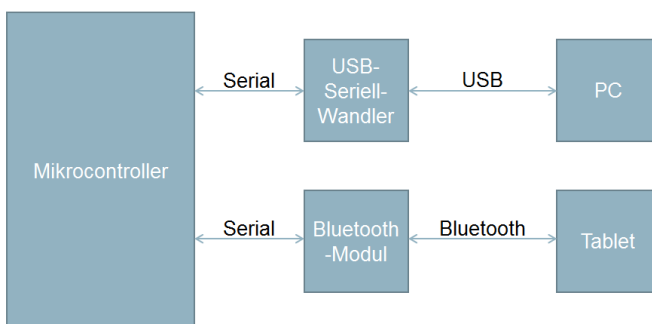 Mikrocontroller
Serial
USB-
Seriell-
Wandler
USB
PC
Serial
Bluetooth
-Modul
Bluetooth
Tablet